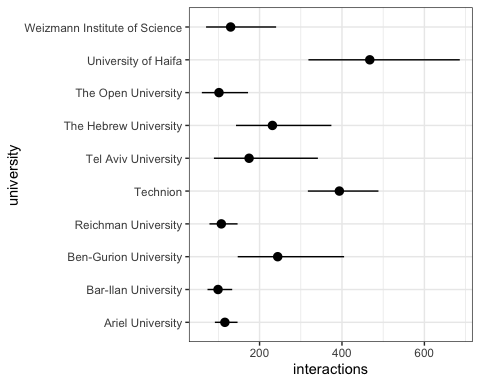 Weizmann Institute of Science
University of Haifa
The Open University
The Hebrew University
Tel Aviv University
Technion
Reichman University
Ben-Gurion University
Bar-Ilan University
Ariel University
university
200 400 600
interactions